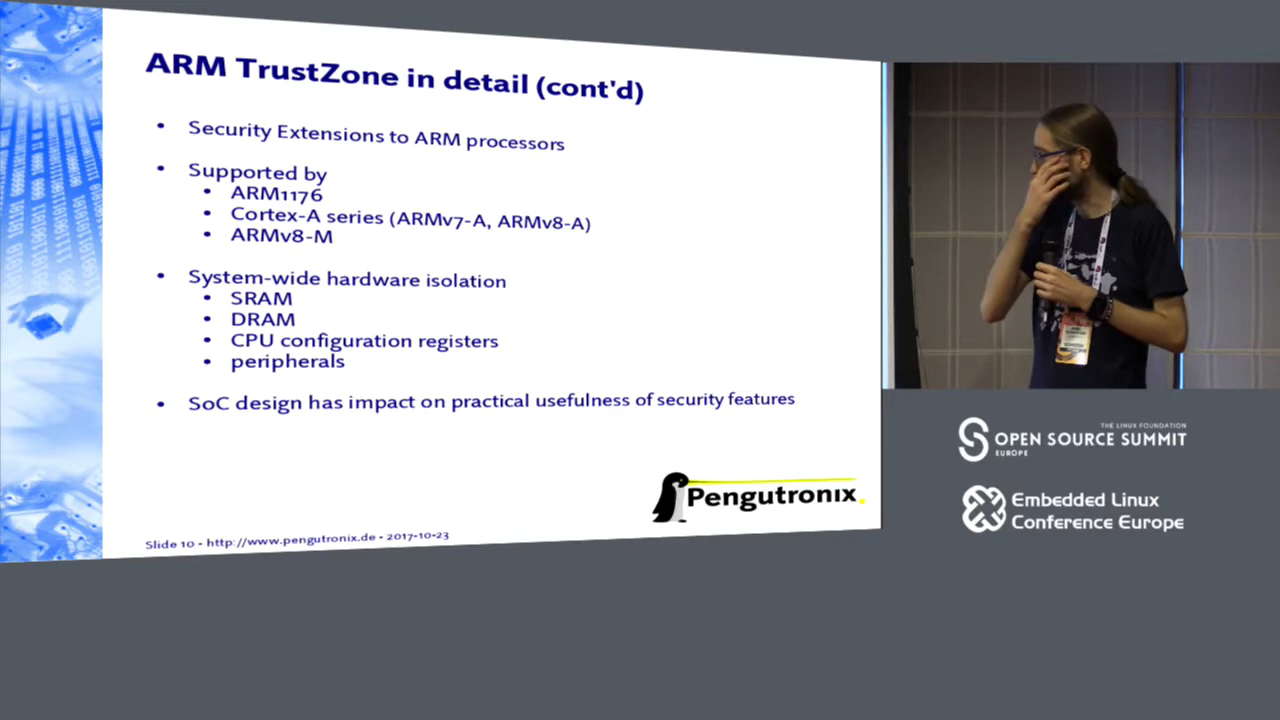 ARM TrustZone in detail (cont'd)
• Security Extensions to ARM processors
• Supported by
• ARM1176
• Cortex-A series (ARMv7-A, ARMv8-A)
• ARMv8-M
• System-wide hardware isolation
• SRAM
• DRAM
• CPU configuration registers
• peripherals
• SoC design has impact on practical usefulness of security features
Pengutronix.
Slide 10 - http://www.pengutronix.de - 2017-10-23
THE LINUX FOUNDATION
OPEN SOURCE SUMMIT
EUROPE
Embedded Linux
Conference Europe